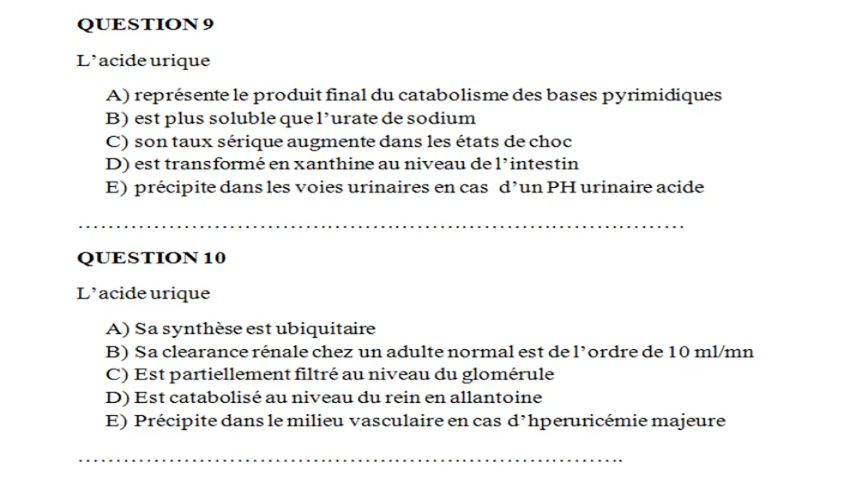 QUESTION 9
L’acide urique
A) représente le produit final du catabolisme des bases pyrimidiques
B) est plus soluble que l’urate de sodium
C) son taux sérique augmente dans les états de choc
D) est transformé en xanthine au niveau de l’intestin
E) précipite dans les voies urinaires en cas d’un PH urinaire acide
………………………………………………………………………
QUESTION 10
L’acide urique
A) Sa synthèse est ubiquitaire
B) Sa clearance rénale chez un adulte normal est de l’ordre de 10 ml/mn
C) Est partiellement filtré au niveau du glomérule
D) Est catabolisé au niveau du rein en allantoine
E) Précipite dans le milieu vasculaire en cas d’hperuricémie majeure
………………………………………………………………..